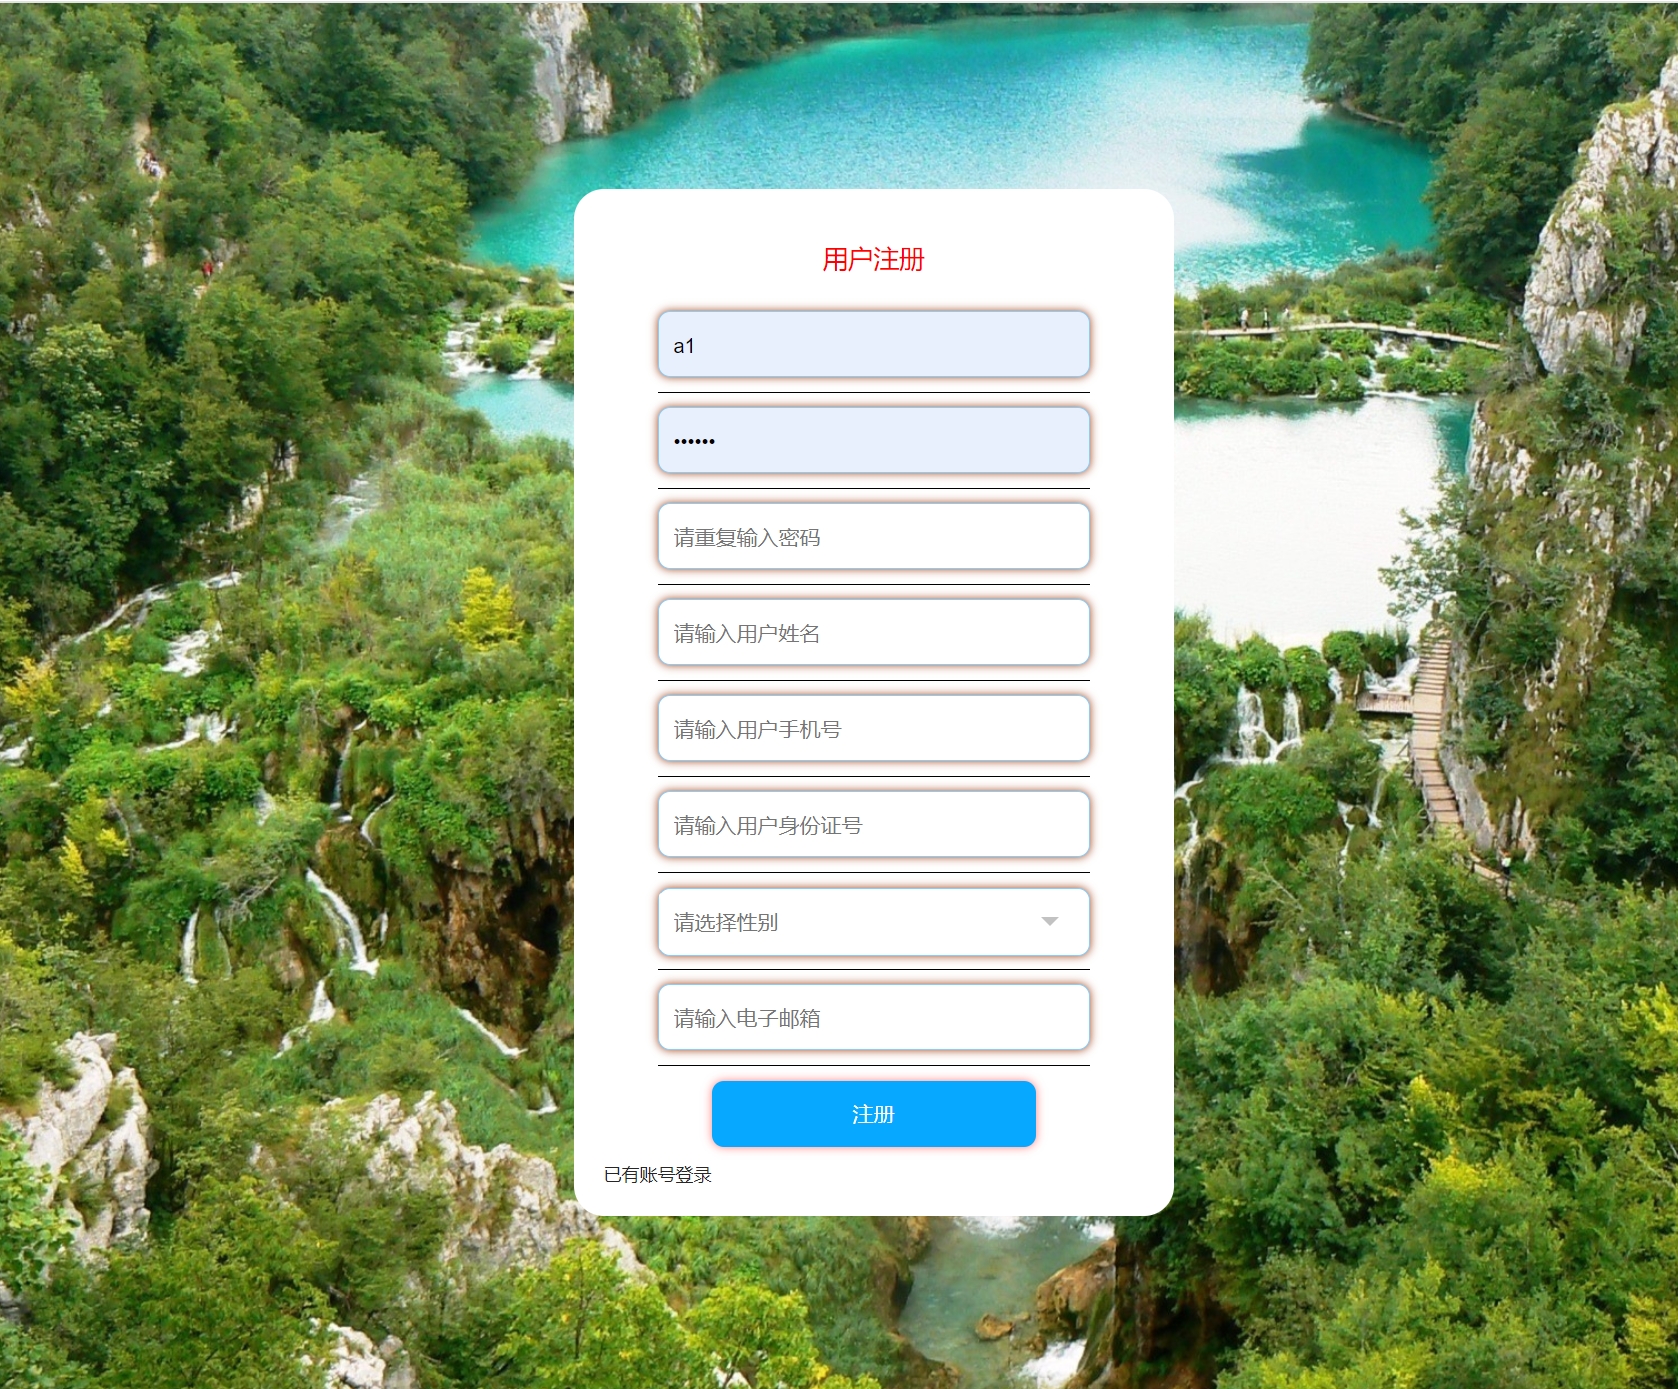 用户注册
a1
••••••
请重复输入密码
请输入用户姓名
请输入用户手机号
请输入用户身份证号
请选择性别
请输入电子邮箱
注册
已有账号登录